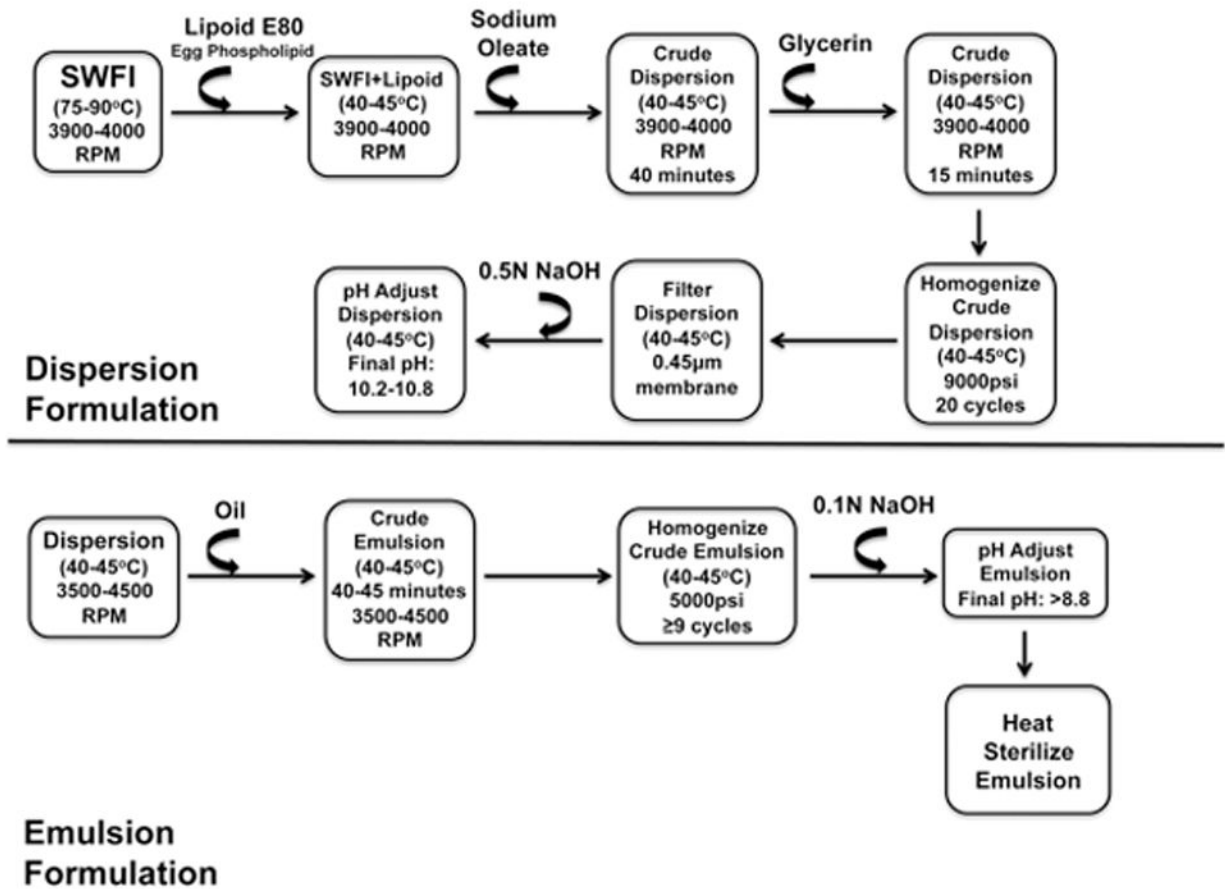 Lipoid E80
Egg Phospholipid
Sodium
Oleate
Glycerin
SWFI
(75-90°C)
3900-4000
RPM
SWFI+Lipoid
(40-45°C)
3900-4000
RPM
Crude
Dispersion
(40-45°C)
3900-4000
RPM
40 minutes
Crude
Dispersion
(40-45°C)
3900-4000
RPM
15 minutes
Homogenize
Crude
Dispersion
(40-45°C)
9000psi
20 cycles
Filter
Dispersion
(40-45°C)
0.45µm
membrane
0.5N NaOH
pH Adjust
Dispersion
(40-45°C)
Final pH:
10.2-10.8
Dispersion
Formulation
Dispersion
(40-45°C)
3500-4500
RPM
Oil
Crude
Emulsion
(40-45°C)
40-45 minutes
3500-4500
RPM
Homogenize
Crude Emulsion
(40-45°C)
5000psi
≥9 cycles
0.1N NaOH
pH Adjust
Emulsion
Final pH: >8.8
Heat
Sterilize
Emulsion
Emulsion
Formulation